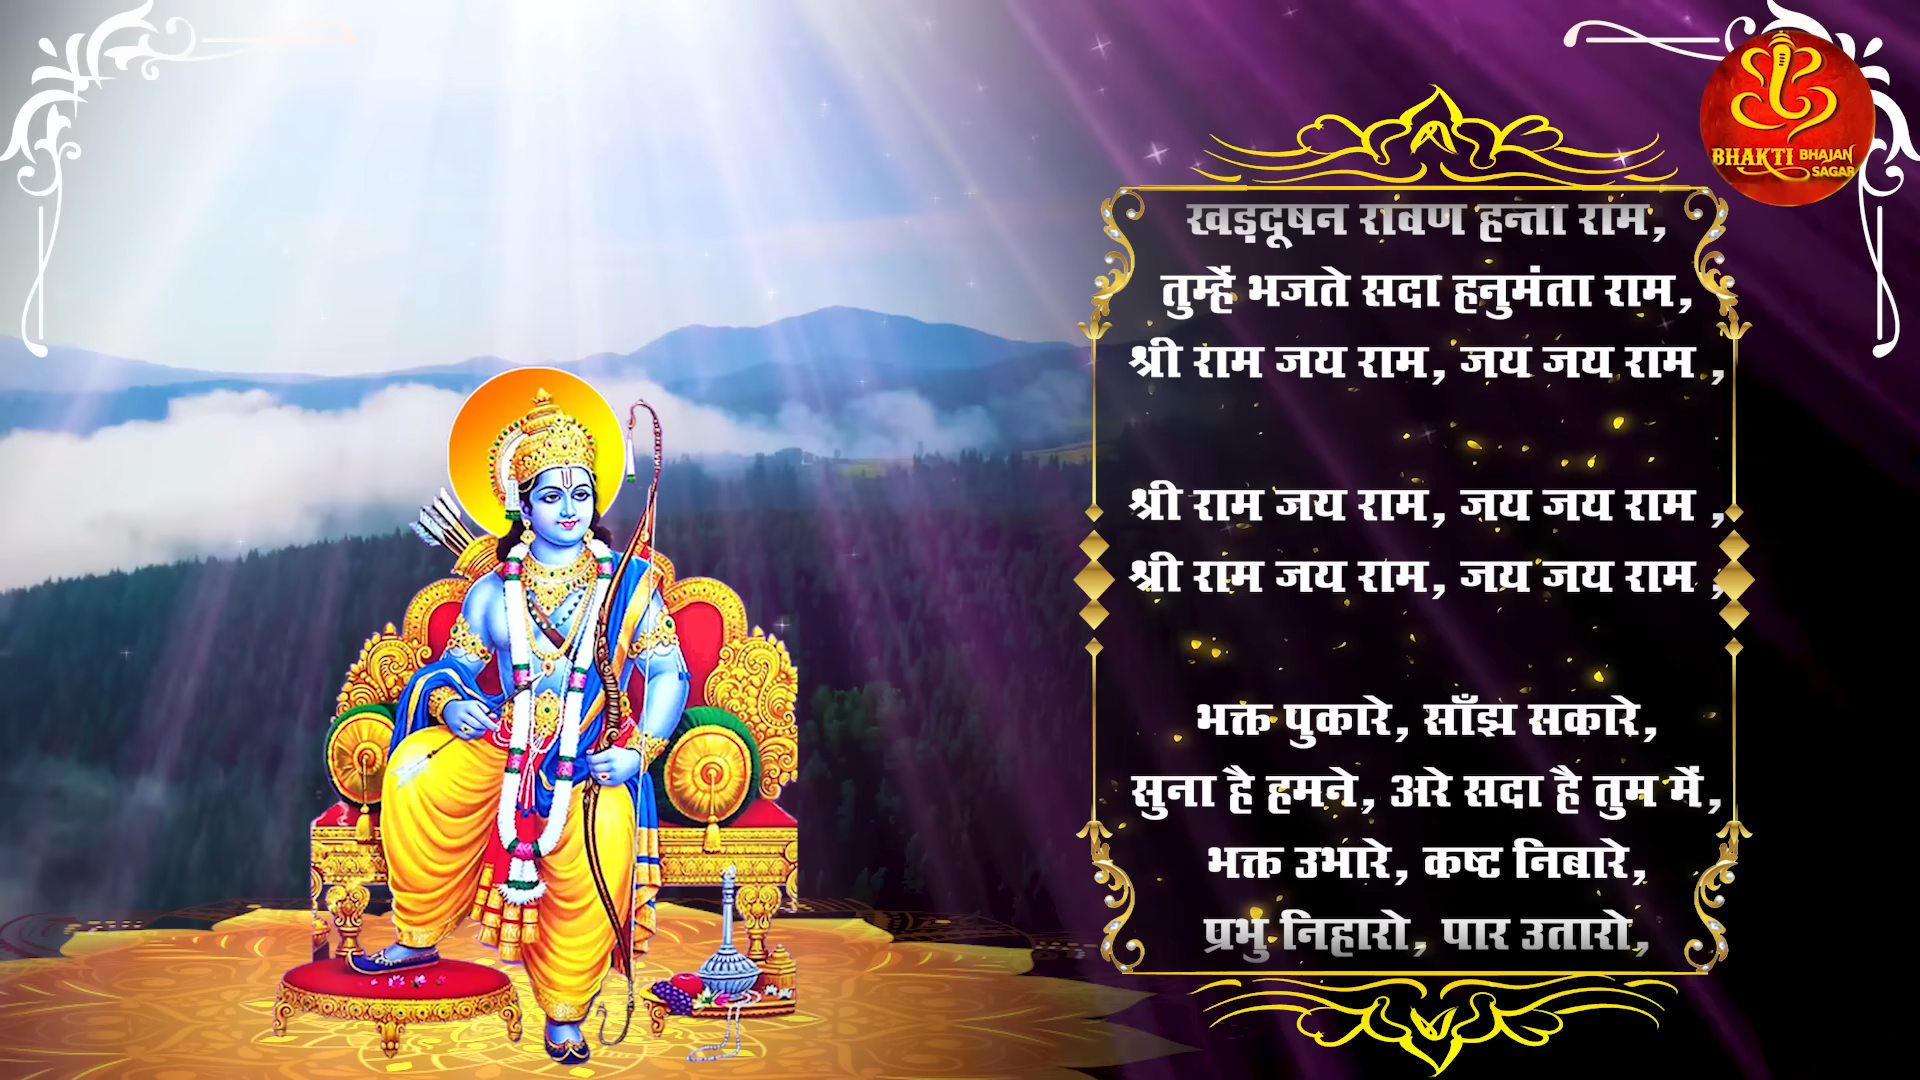 BHAKTI BHAJAN SAGAR
खड़दूषन रावण हन्ता राम,
तुम्हें भजते सदा हनुमंता राम,
श्री राम जय राम, जय जय राम ,
श्री राम जय राम, जय जय राम ,
श्री राम जय राम, जय जय राम ,
भक्त पुकारे, साँझ सकारे,
सुना है हमने, अरे सदा है तुम में,
भक्त उभारे, कष्ट निबारे,
प्रभु निहारो, पार उतारो,